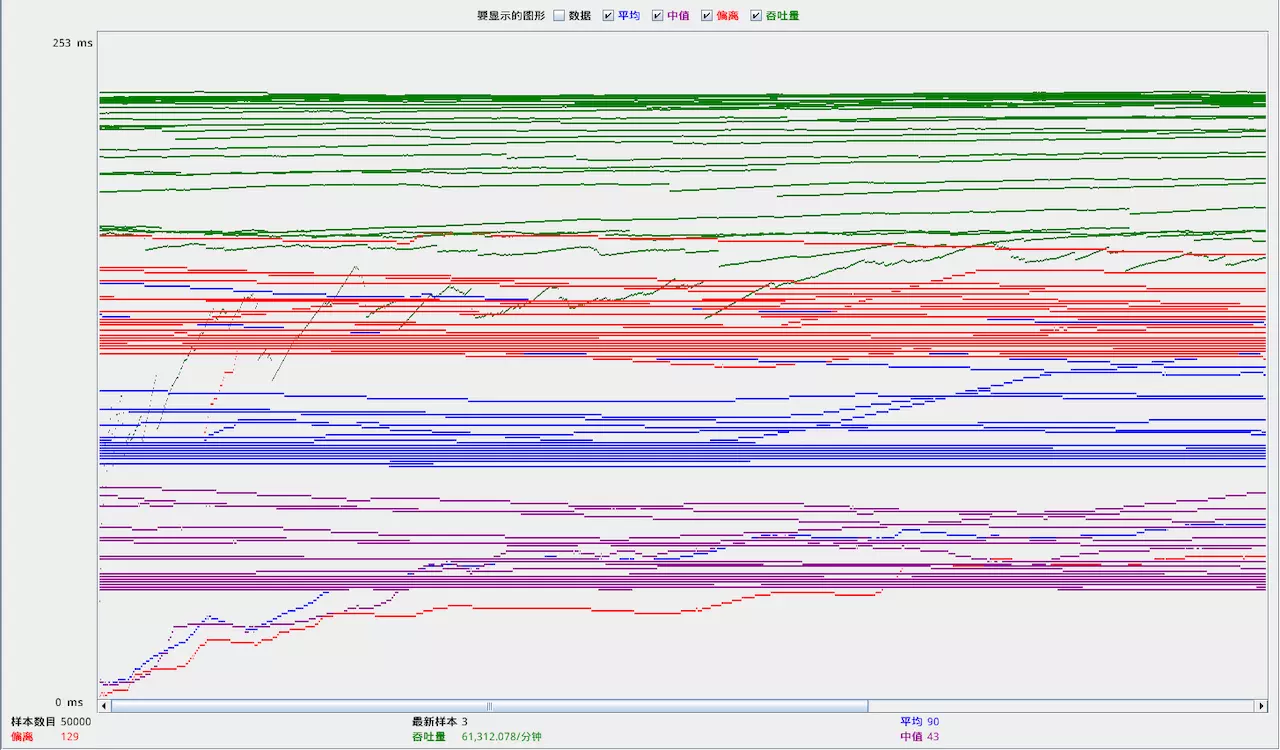 要显示的图形 数据 平均 中值 偏离 吞吐量
253 ms
0 ms
样本数目 50000 最新样本 3 平均 90
偏离 129 吞吐量 61,312.078/分钟 中值 43